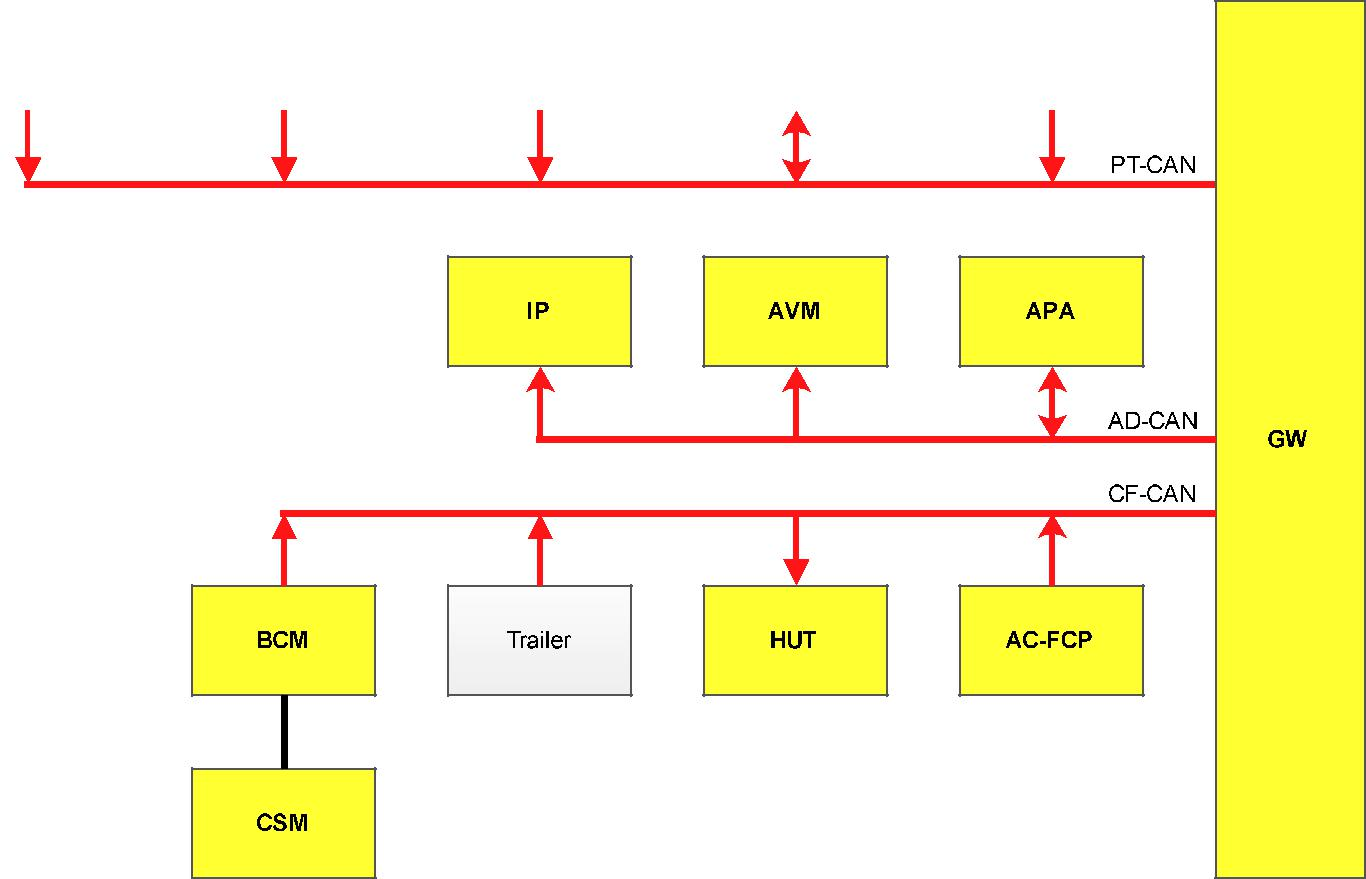 PT-CAN
IP
AVM
APA
AD-CAN
GW
CF-CAN
BCM
Trailer
HUT
AC-FCP
CSM